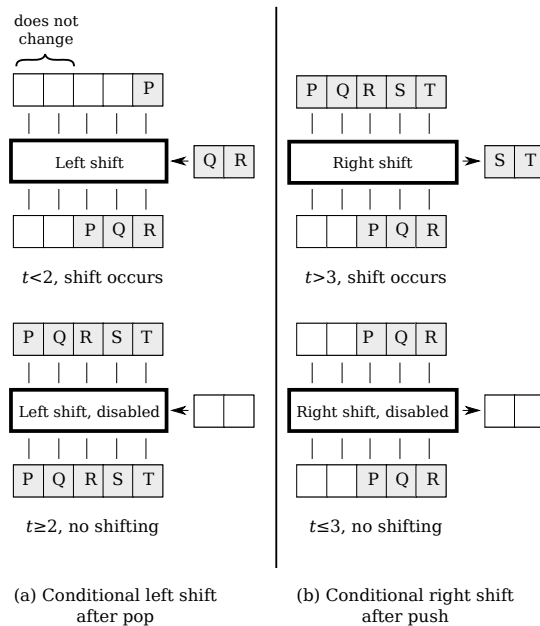 does not
change
P
Left shift
Q R
P Q R
t<2, shift occurs
P Q R S T
Left shift, disabled
P Q R S T
t≥2, no shifting
(a) Conditional left shift
after pop
P Q R S T
Right shift
S T
P Q R
t>3, shift occurs
P Q R
Right shift, disabled
P Q R
t≤3, no shifting
(b) Conditional right shift
after push